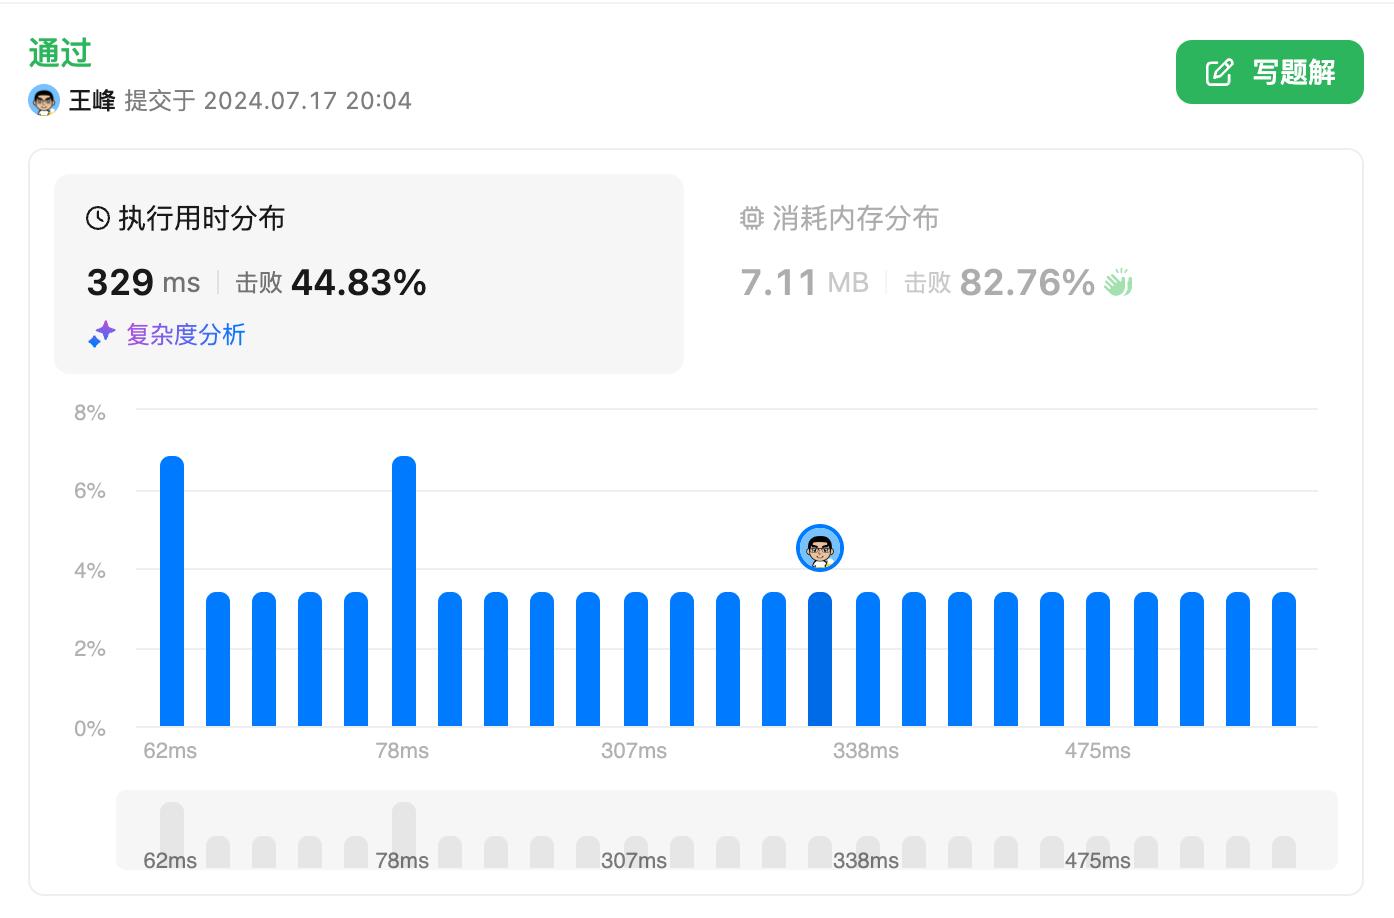 通过
写题解
王峰 提交于 2024.07.17 20:04
执行用时分布
329 ms 击败 44.83%
复杂度分析
消耗内存分布
7.11 MB 击败 82.76%
8%
6%
4%
2%
0%
62ms 78ms 307ms 338ms 475ms
62ms 78ms 307ms 338ms 475ms